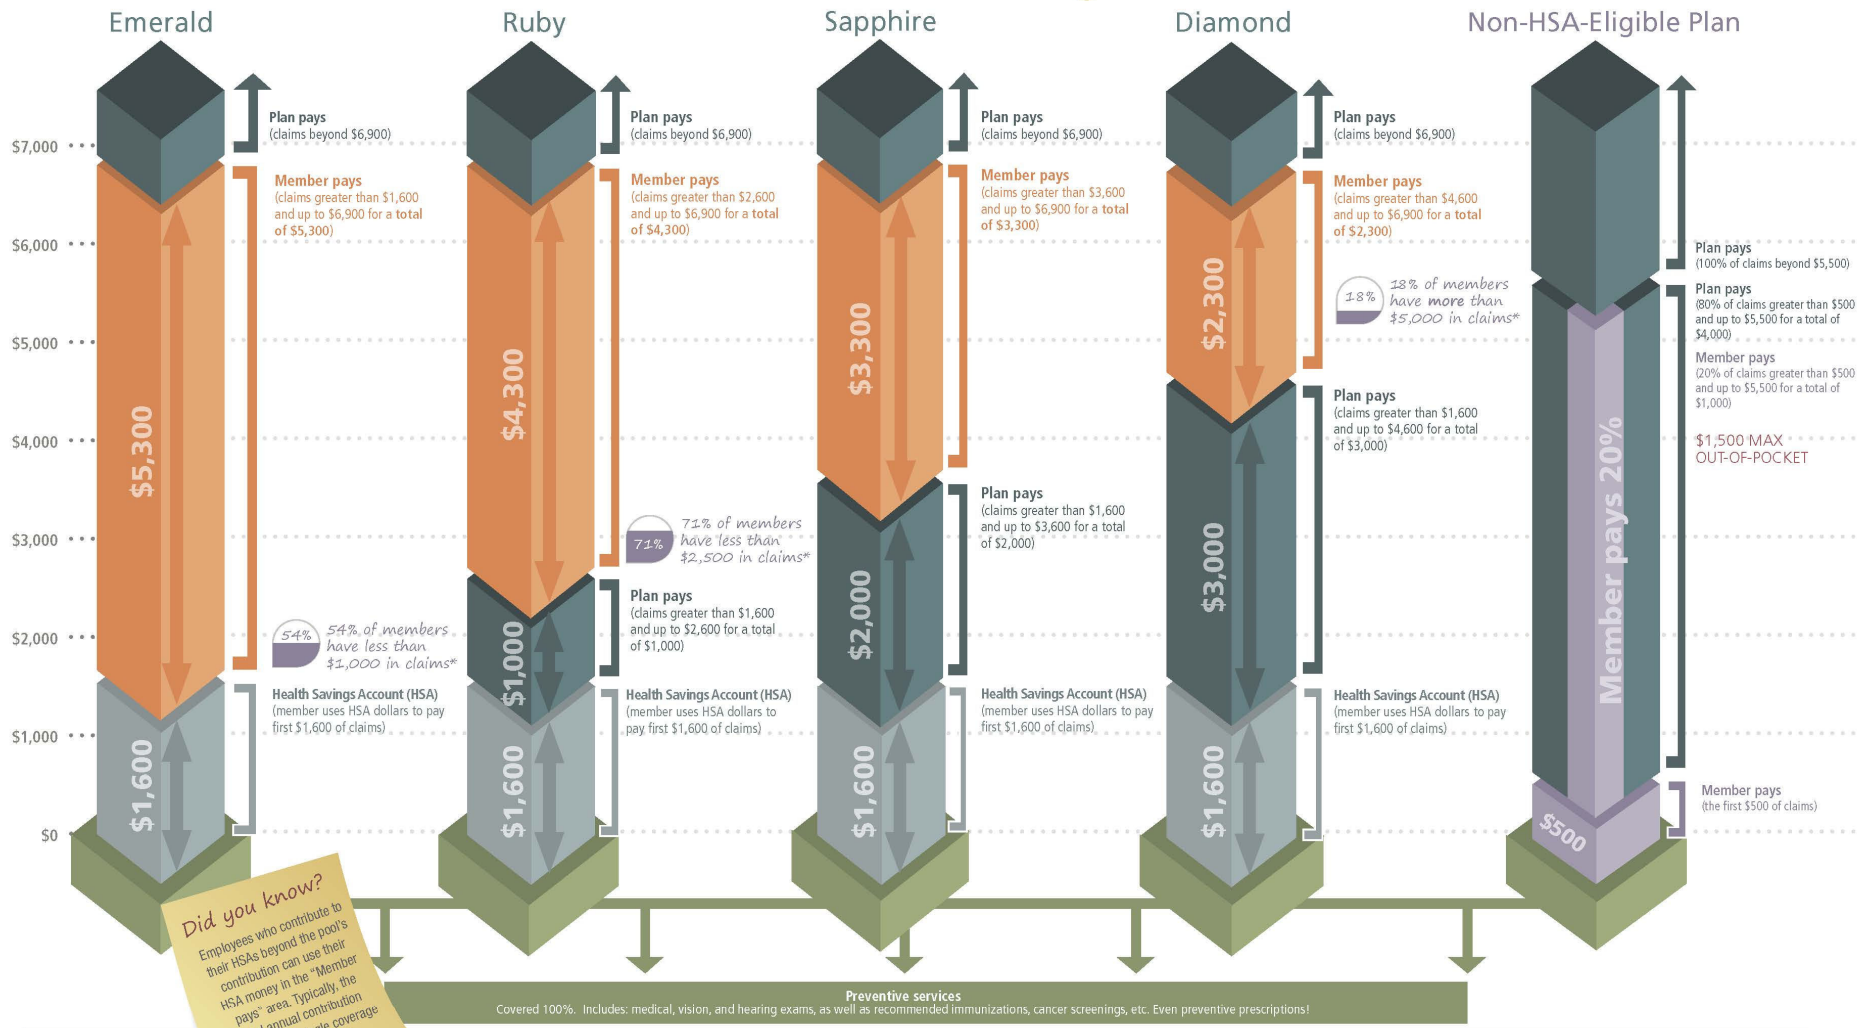 Emerald
Ruby
Sapphire
Diamond
Non-HSA-Eligible Plan
$7,000
$6,000
$5,000
$4,000
$3,000
$2,000
$1,000
$0
$5,300
$1,600
Plan pays
(claims beyond $6,900)
Member pays
(claims greater than $1,600
and up to $6,900 for a total
of $5,300)
54%
54% of members
have less than
$1,000 in claims*
Health Savings Account (HSA)
(member uses HSA dollars to pay
first $1,600 of claims)
$4,300
$1,000
$1,600
Plan pays
(claims beyond $6,900)
Member pays
(claims greater than $2,600
and up to $6,900 for a total
of $4,300)
71%
71% of members
have less than
$2,500 in claims*
Plan pays
(claims greater than $1,600
and up to $2,600 for a total
of $1,000)
Health Savings Account (HSA)
(member uses HSA dollars to
pay first $1,600 of claims)
$3,300
$2,000
$1,600
Plan pays
(claims beyond $6,900)
Member pays
(claims greater than $3,600
and up to $6,900 for a total
of $3,300)
Plan pays
(claims greater than $1,600
and up to $3,600 for a total
of $2,000)
Health Savings Account (HSA)
(member uses HSA dollars to pay
first $1,600 of claims)
$2,300
$3,000
$1,600
Plan pays
(claims beyond $6,900)
Member pays
(claims greater than $4,600
and up to $6,900 for a total
of $2,300)
18%
18% of members
have more than
$5,000 in claims*
Plan pays
(claims greater than $1,600
and up to $4,600 for a total
of $3,000)
Health Savings Account (HSA)
(member uses HSA dollars to pay
first $1,600 of claims)
Member pays 20%
$500
Plan pays
(100% of claims beyond $5,500)
Plan pays
(80% of claims greater than $500
and up to $5,500 for a total of
$4,000)
Member pays
(20% of claims greater than $500
and up to $5,500 for a total of
$1,000)
$1,500 MAX
OUT-OF-POCKET
Member pays
(the first $500 of claims)
Did you know?
Employees who contribute to
their HSAs beyond the pool's
contribution can use their
HSA money in the "Member
pays" area. Typically, the
annual contribution
coverage
Preventive services
Covered 100%. Includes: medical, vision, and hearing exams, as well as recommended immunizations, cancer screenings, etc. Even preventive prescriptions!